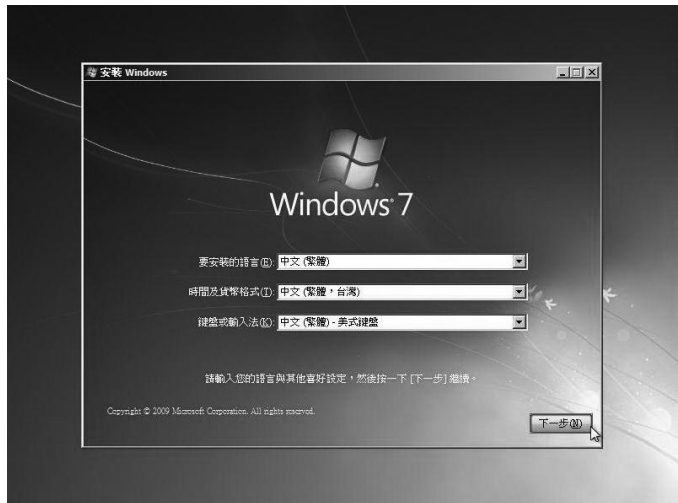 安裝 Windows
Windows 7
要安裝的語言(E): 中文 (繁體)
時間及貨幣格式(T): 中文 (繁體，台灣)
鍵盤或輸入法(K): 中文 (繁體) - 美式鍵盤
請輸入您的語言與其他喜好設定，然後按一下 [下一步] 繼續。
Copyright © 2009 Microsoft Corporation. All rights reserved.
下一步(N)